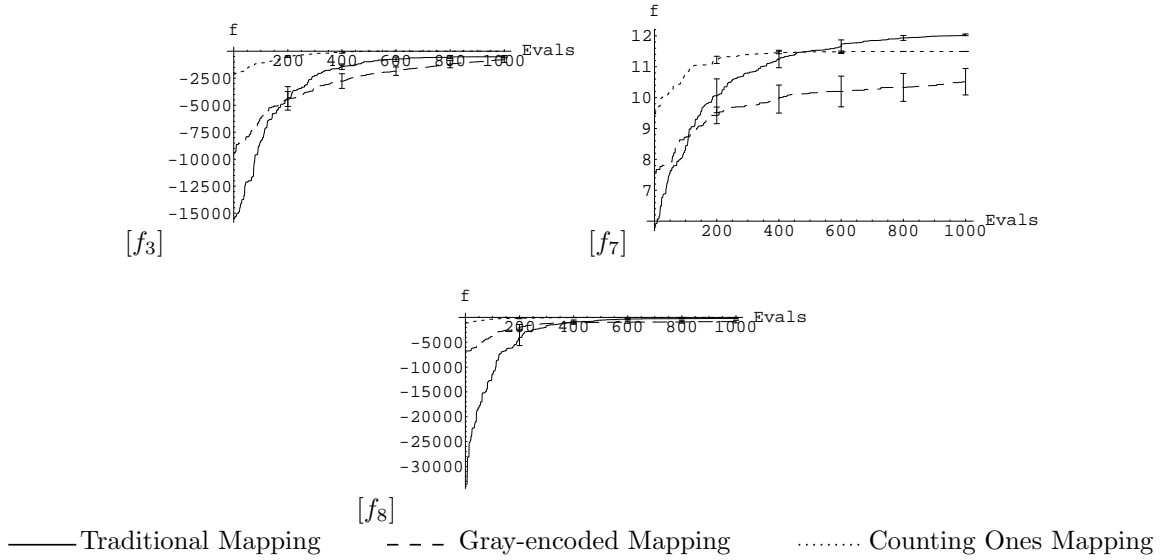 f
Evals
200 400 600 800 1000
-2500
-5000
-7500
-10000
-12500
-15000
[f3]
f
12
11
10
9
8
7
Evals
200 400 600 800 1000
[f7]
f
Evals
200 400 600 800 1000
-5000
-10000
-15000
-20000
-25000
-30000
[f8]
Traditional Mapping Gray-encoded Mapping Counting Ones Mapping